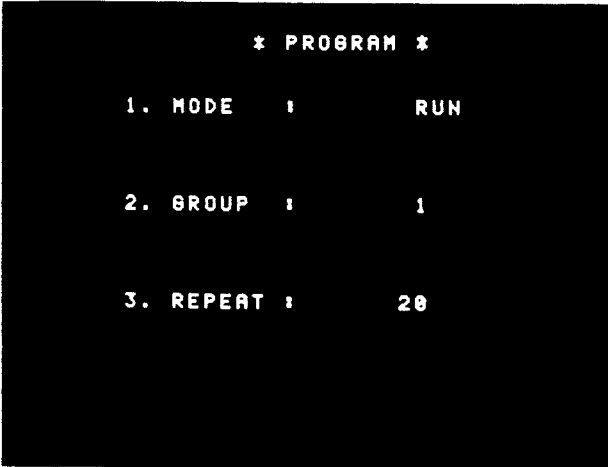 * PROGRAM *
1. MODE : RUN
2. GROUP : 1
3. REPEAT : 20